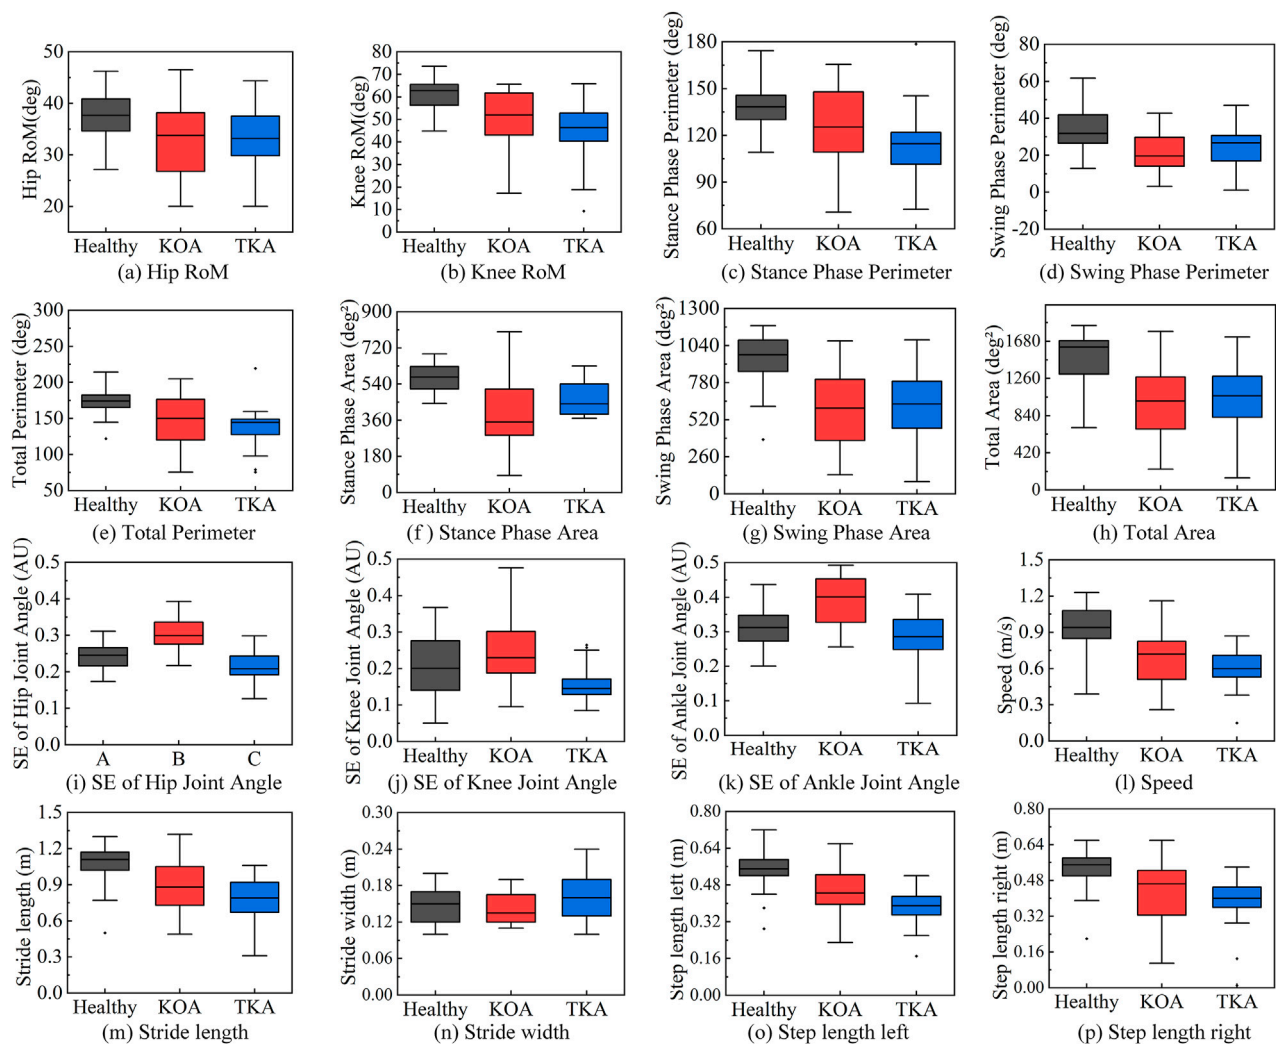 Hip RoM(deg)
50
40
30
20
Healthy KOA TKA
(a) Hip RoM
Knee RoM(deg)
80
70
60
50
40
30
20
10
0
Healthy KOA TKA
(b) Knee RoM
Stance Phase Perimeter (deg)
180
150
120
90
60
Healthy KOA TKA
(c) Stance Phase Perimeter
Swing Phase Perimeter (deg)
80
60
40
20
0
-20
Healthy KOA TKA
(d) Swing Phase Perimeter
Total Perimeter (deg)
300
250
200
150
100
50
Healthy KOA TKA
(e) Total Perimeter
Stance Phase Area (deg²)
900
720
540
360
180
0
Healthy KOA TKA
(f ) Stance Phase Area
Swing Phase Area (deg²)
1300
1040
780
520
260
0
Healthy KOA TKA
(g) Swing Phase Area
Total Area (deg²)
1680
1260
840
420
0
Healthy KOA TKA
(h) Total Area
SE of Hip Joint Angle (AU)
0.5
0.4
0.3
0.2
0.1
0.0
A B C
(i) SE of Hip Joint Angle
SE of Knee Joint Angle (AU)
0.5
0.4
0.3
0.2
0.1
0.0
Healthy KOA TKA
(j) SE of Knee Joint Angle
SE of Ankle Joint Angle (AU)
0.5
0.4
0.3
0.2
0.1
0.0
Healthy KOA TKA
(k) SE of Ankle Joint Angle
Speed (m/s)
1.5
1.2
0.9
0.6
0.3
0.0
Healthy KOA TKA
(l) Speed
Stride length (m)
1.5
1.2
0.9
0.6
0.3
0.0
Healthy KOA TKA
(m) Stride length
Stride width (m)
0.30
0.24
0.18
0.12
0.06
0.00
Healthy KOA TKA
(n) Stride width
Step length left (m)
0.80
0.64
0.48
0.32
0.16
0.00
Healthy KOA TKA
(o) Step length left
Step length right (m)
0.80
0.64
0.48
0.32
0.16
0.00
Healthy KOA TKA
(p) Step length right